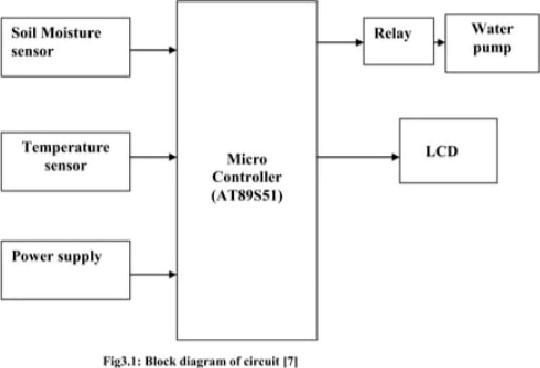 Soil Moisture
sensor
Temperature
sensor
Power supply
Micro
Controller
(AT89S51)
Relay
Water
pump
LCD
Fig3.1: Block diagram of circuit [7]